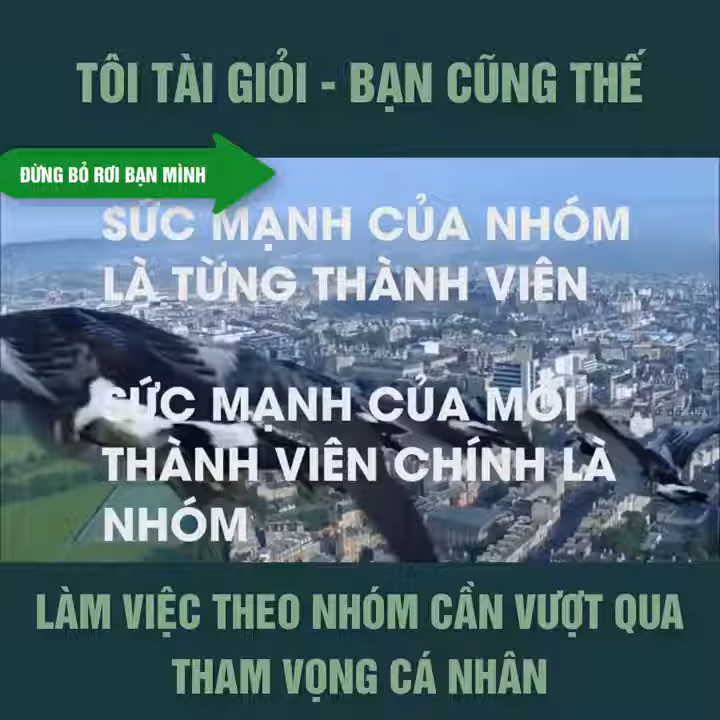 TÔI TÀI GIỎI - BẠN CŨNG THẾ
ĐỪNG BỎ RƠI BẠN MÌNH
SỨC MẠNH CỦA NHÓM
LÀ TỪNG THÀNH VIÊN
SỨC MẠNH CỦA MỖI
THÀNH VIÊN CHÍNH LÀ
NHÓM
LÀM VIỆC THEO NHÓM CẦN VƯỢT QUA
THAM VỌNG CÁ NHÂN